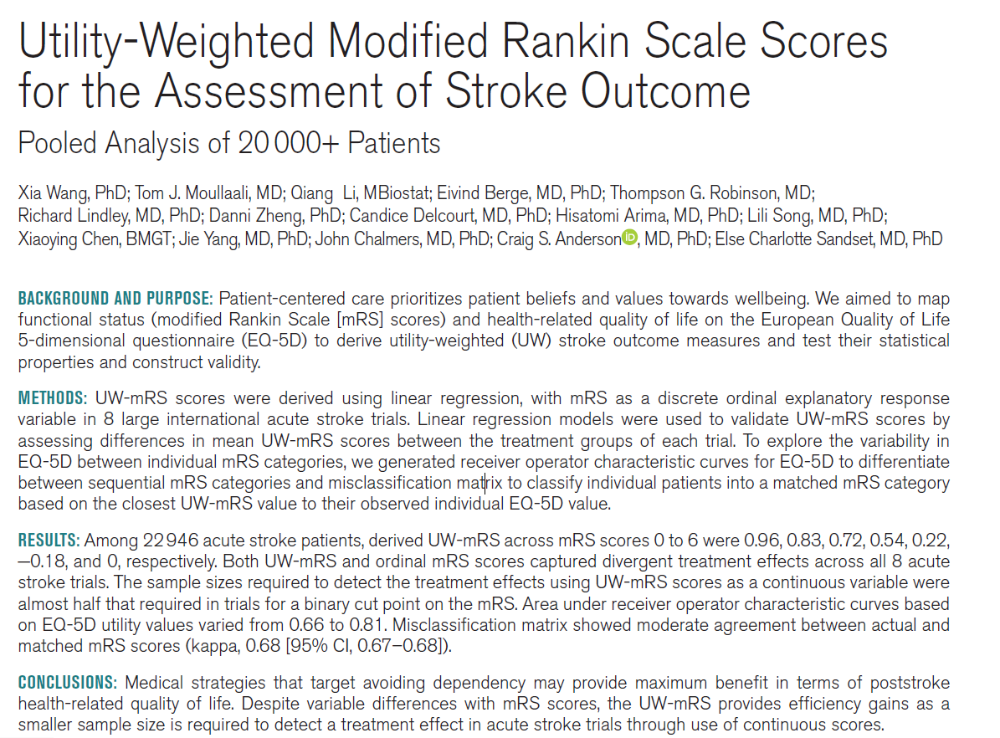 Utility-Weighted Modified Rankin Scale Scores
for the Assessment of Stroke Outcome
Pooled Analysis of 20 000+ Patients
Xia Wang, PhD; Tom J. Moullaali, MD; Qiang Li, MBiostat; Eivind Berge, MD, PhD; Thompson G. Robinson, MD;
Richard Lindley, MD, PhD; Danni Zheng, PhD; Candice Delcourt, MD, PhD; Hisatomi Arima, MD, PhD; Lili Song, MD, PhD;
Xiaoying Chen, BMGT; Jie Yang, MD, PhD; John Chalmers, MD, PhD; Craig S. Anderson iD, MD, PhD; Else Charlotte Sandset, MD, PhD
BACKGROUND AND PURPOSE: Patient-centered care prioritizes patient beliefs and values towards wellbeing. We aimed to map
functional status (modified Rankin Scale [mRS] scores) and health-related quality of life on the European Quality of Life
5-dimensional questionnaire (EQ-5D) to derive utility-weighted (UW) stroke outcome measures and test their statistical
properties and construct validity.
METHODS: UW-mRS scores were derived using linear regression, with mRS as a discrete ordinal explanatory response
variable in 8 large international acute stroke trials. Linear regression models were used to validate UW-mRS scores by
assessing differences in mean UW-mRS scores between the treatment groups of each trial. To explore the variability in
EQ-5D between individual mRS categories, we generated receiver operator characteristic curves for EQ-5D to differentiate
between sequential mRS categories and misclassification matrix to classify individual patients into a matched mRS category
based on the closest UW-mRS value to their observed individual EQ-5D value.
RESULTS: Among 22 946 acute stroke patients, derived UW-mRS across mRS scores 0 to 6 were 0.96, 0.83, 0.72, 0.54, 0.22,
−0.18, and 0, respectively. Both UW-mRS and ordinal mRS scores captured divergent treatment effects across all 8 acute
stroke trials. The sample sizes required to detect the treatment effects using UW-mRS scores as a continuous variable were
almost half that required in trials for a binary cut point on the mRS. Area under receiver operator characteristic curves based
on EQ-5D utility values varied from 0.66 to 0.81. Misclassification matrix showed moderate agreement between actual and
matched mRS scores (kappa, 0.68 [95% CI, 0.67–0.68]).
CONCLUSIONS: Medical strategies that target avoiding dependency may provide maximum benefit in terms of poststroke
health-related quality of life. Despite variable differences with mRS scores, the UW-mRS provides efficiency gains as a
smaller sample size is required to detect a treatment effect in acute stroke trials through use of continuous scores.